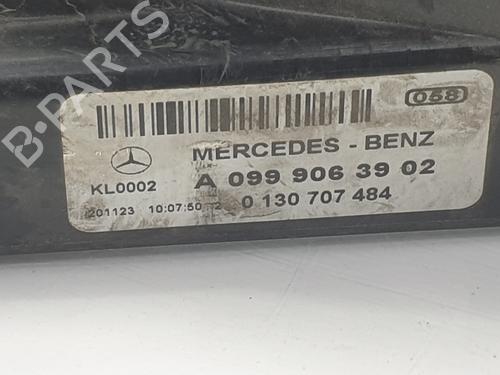 B-PARTS
058
MERCEDES - BENZ
KL0002
A 099 906 39 02
201123 10:07:50
0 130 707 484